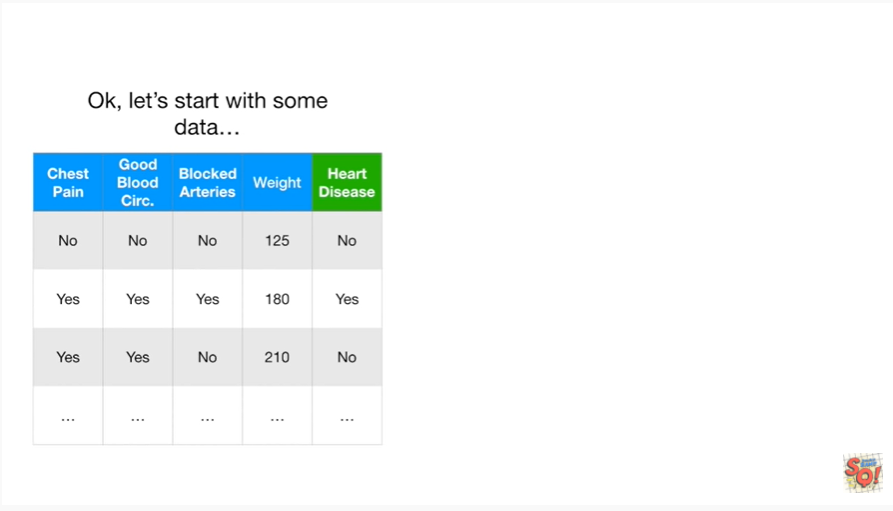 Ok, let's start with some
data…
Chest Pain Good Blood Circ. Blocked Arteries Weight Heart Disease
No No No 125 No
Yes Yes Yes 180 Yes
Yes Yes No 210 No
… … … … …
SQ!